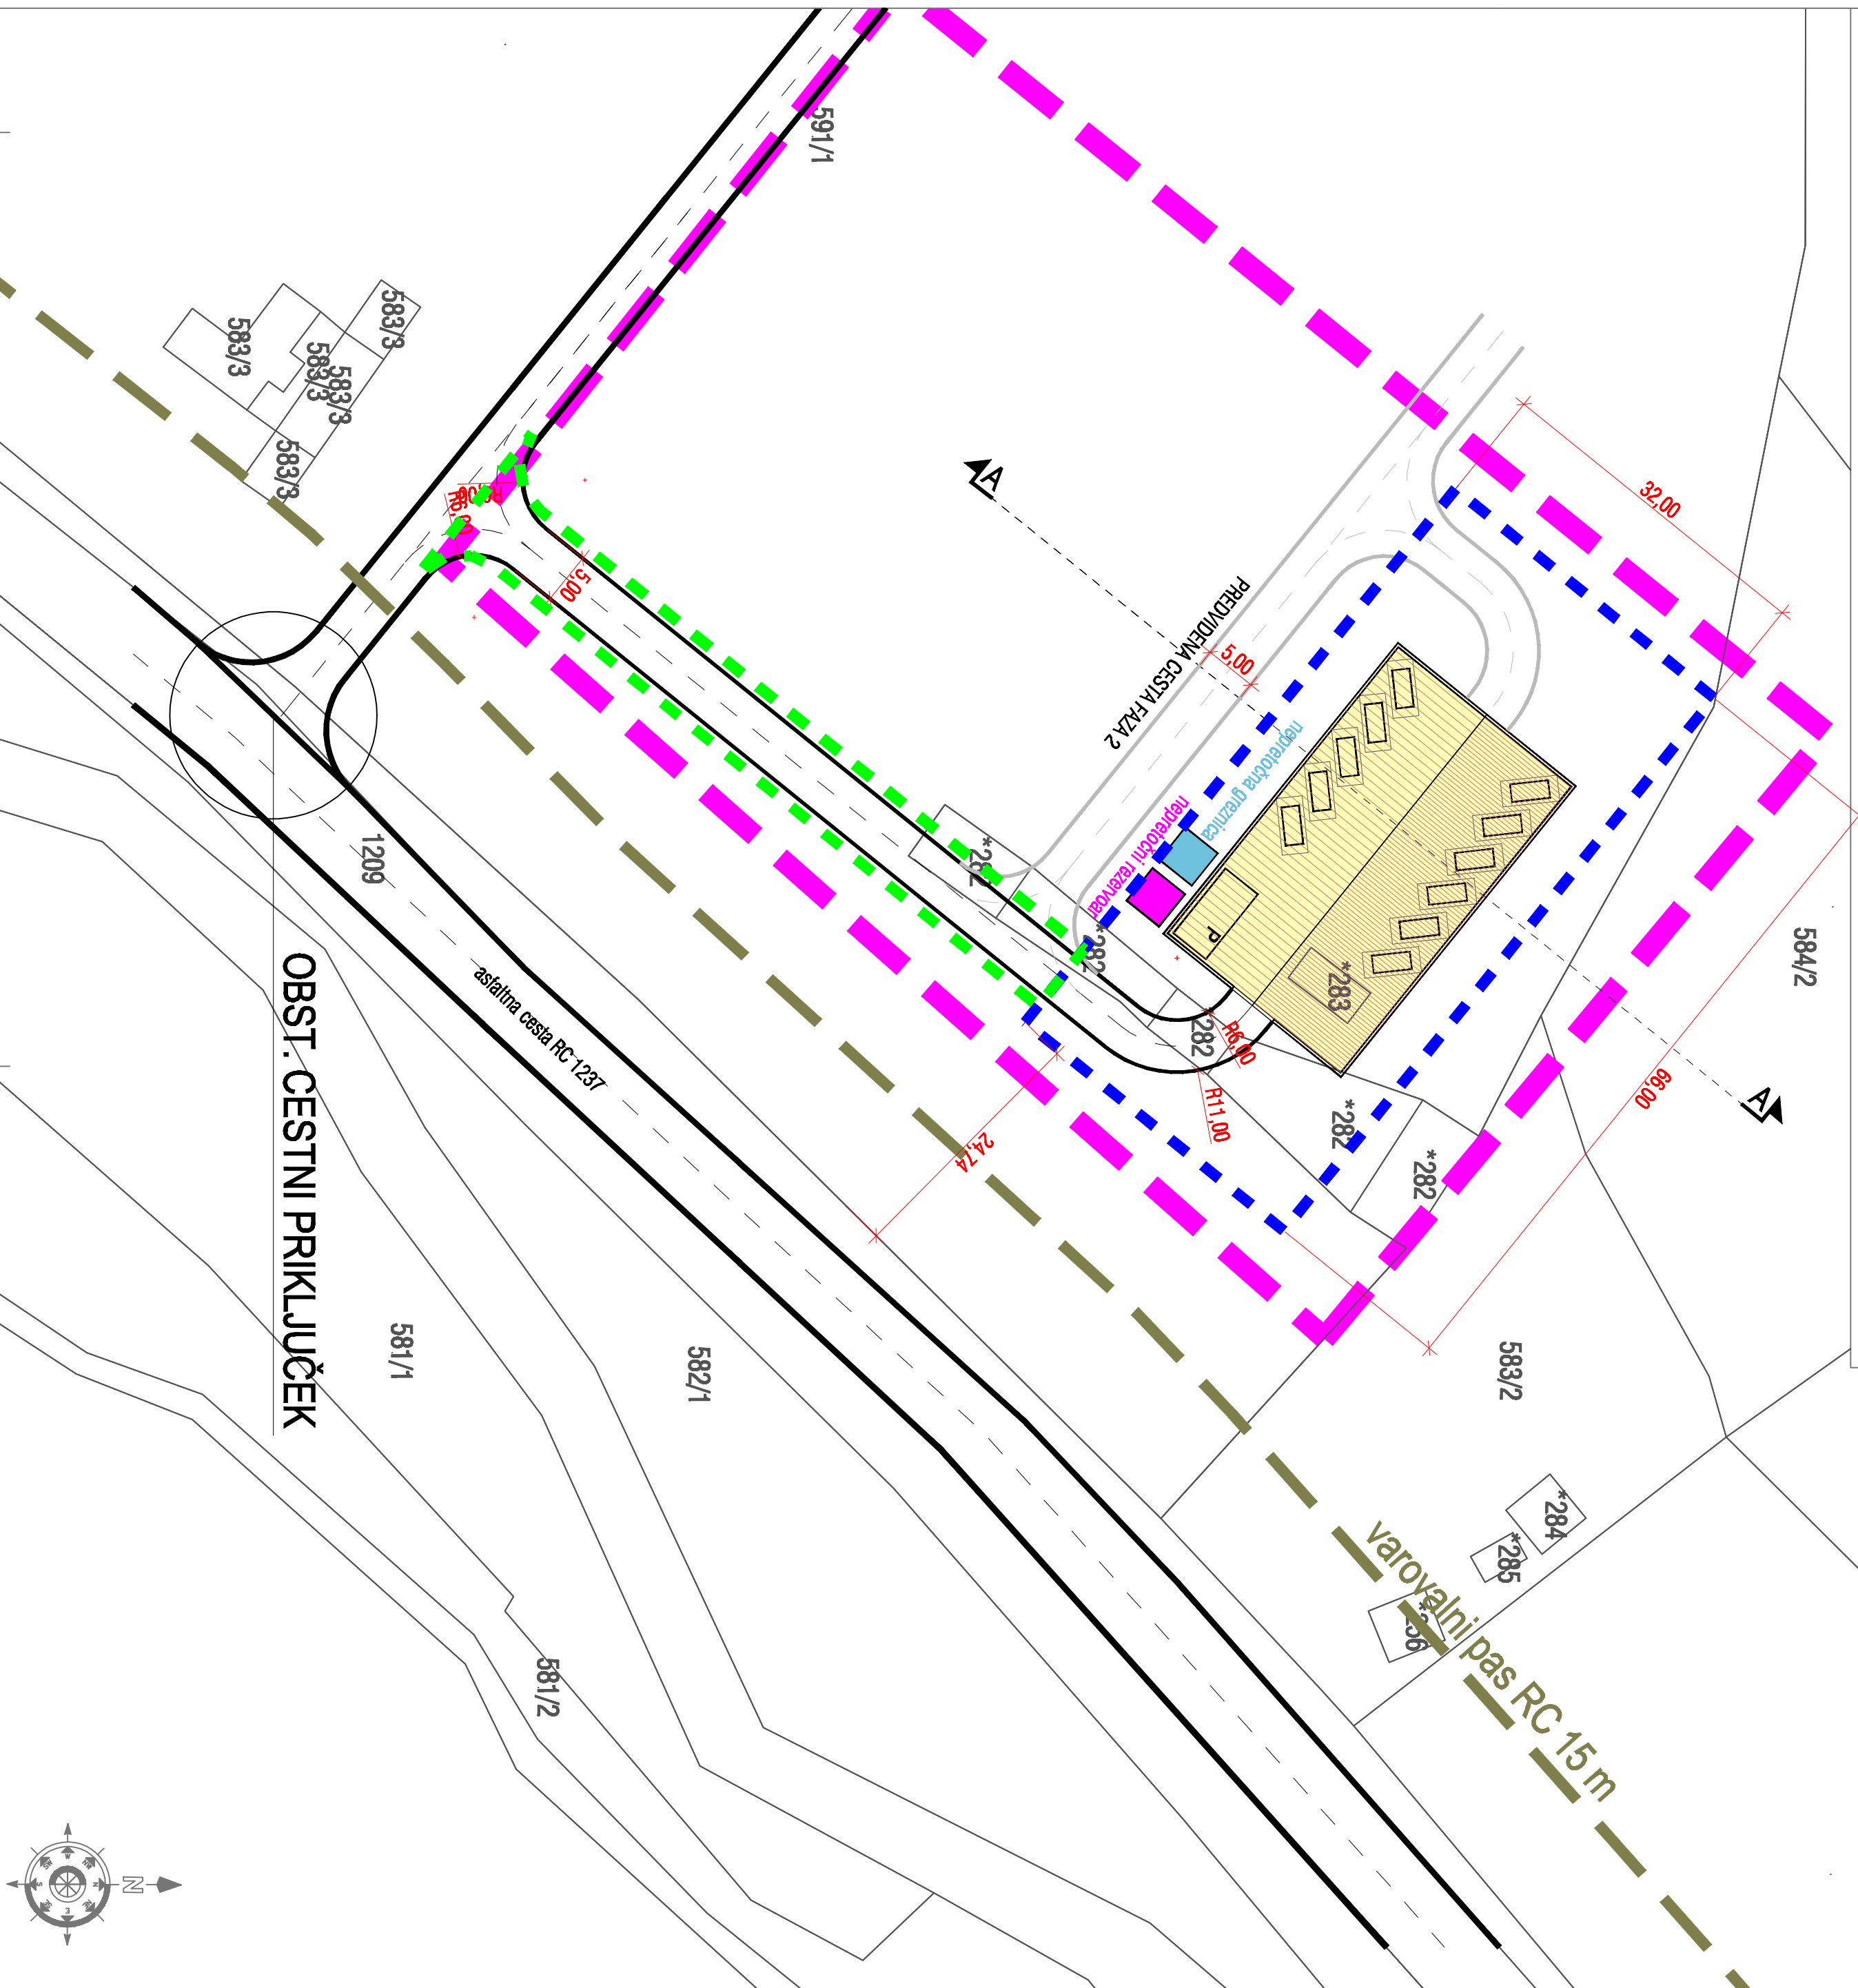 591/1
583/3
583/3
583/3
583/3
583/3
A
32,00
5,00
R6,00
PREDVIDENA CESTA FAZA 2
5,00
nepretočna greznica
nepretočni rezervoar
P
*283
*282
*282
*282
*282
584/2
A
66,00
R6,00
R11,00
24,74
1209
asfaltna cesta RC 1237
OBST. CESTNI PRIKLJUČEK
581/1
582/1
583/2
*284
*285
varovalni pas RC 15 m
581/2
N